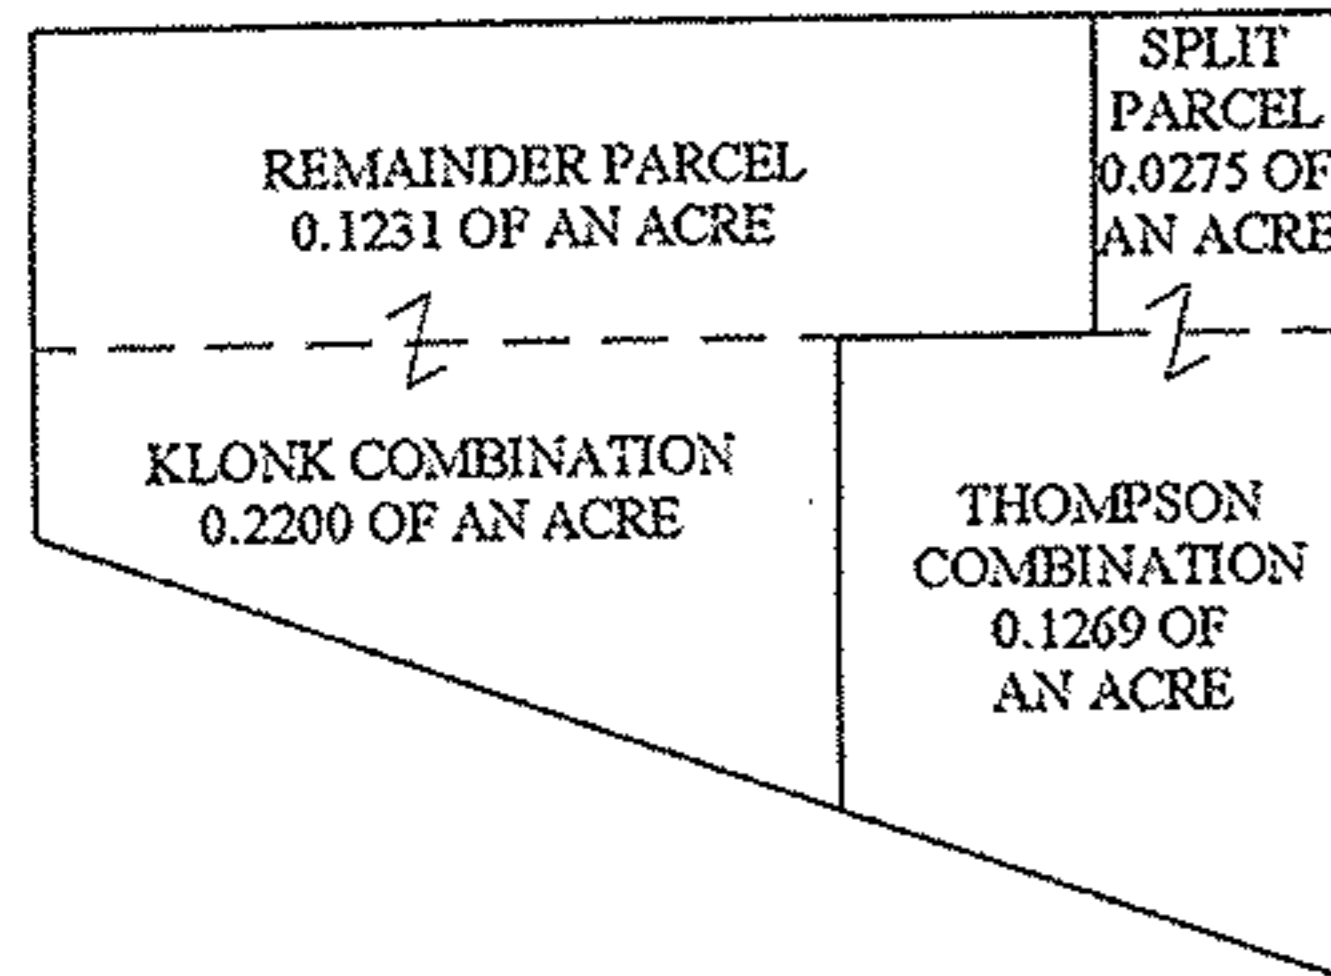 REMAINDER PARCEL
0.1231 OF AN ACRE
SPLIT
PARCEL
0.0275 OF
AN ACRE
KLONK COMBINATION
0.2200 OF AN ACRE
THOMPSON
COMBINATION
0.1269 OF
AN ACRE